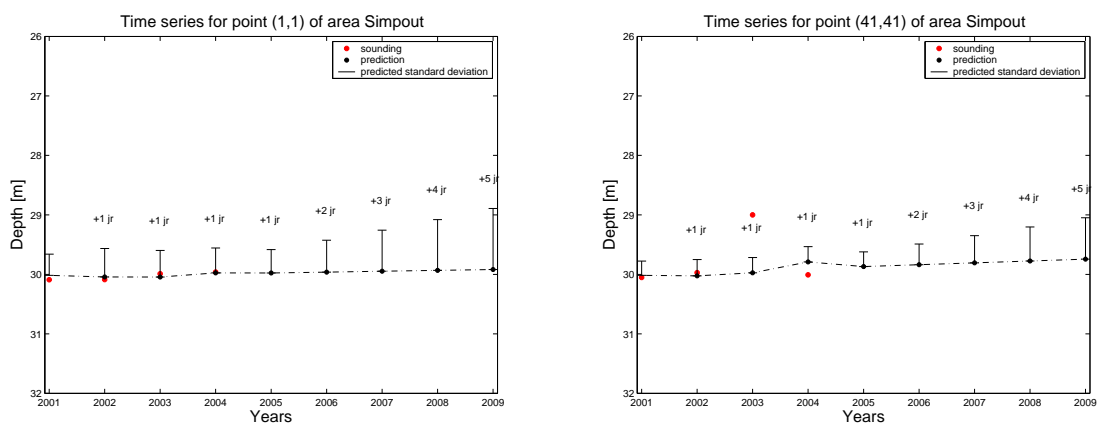 Time series for point (1,1) of area Simpout
26
27
28
29
30
31
32
Depth [m]
sounding
prediction
predicted standard deviation
+1 jr
+1 jr
+1 jr
+1 jr
+2 jr
+3 jr
+4 jr
+5 jr
2001 2002 2003 2004 2005 2006 2007 2008 2009
Years
Time series for point (41,41) of area Simpout
26
27
28
29
30
31
32
Depth [m]
sounding
prediction
predicted standard deviation
+1 jr
+1 jr
+1 jr
+1 jr
+2 jr
+3 jr
+4 jr
+5 jr
2001 2002 2003 2004 2005 2006 2007 2008 2009
Years